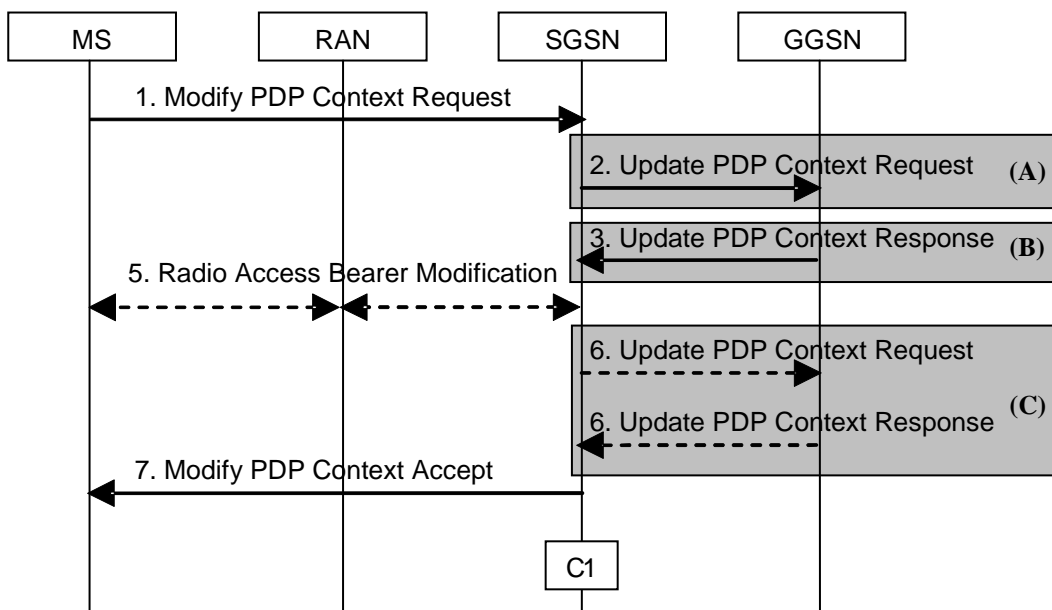 MS RAN SGSN GGSN
1. Modify PDP Context Request
2. Update PDP Context Request (A)
3. Update PDP Context Response (B)
5. Radio Access Bearer Modification
6. Update PDP Context Request
(C)
6. Update PDP Context Response
7. Modify PDP Context Accept
C1